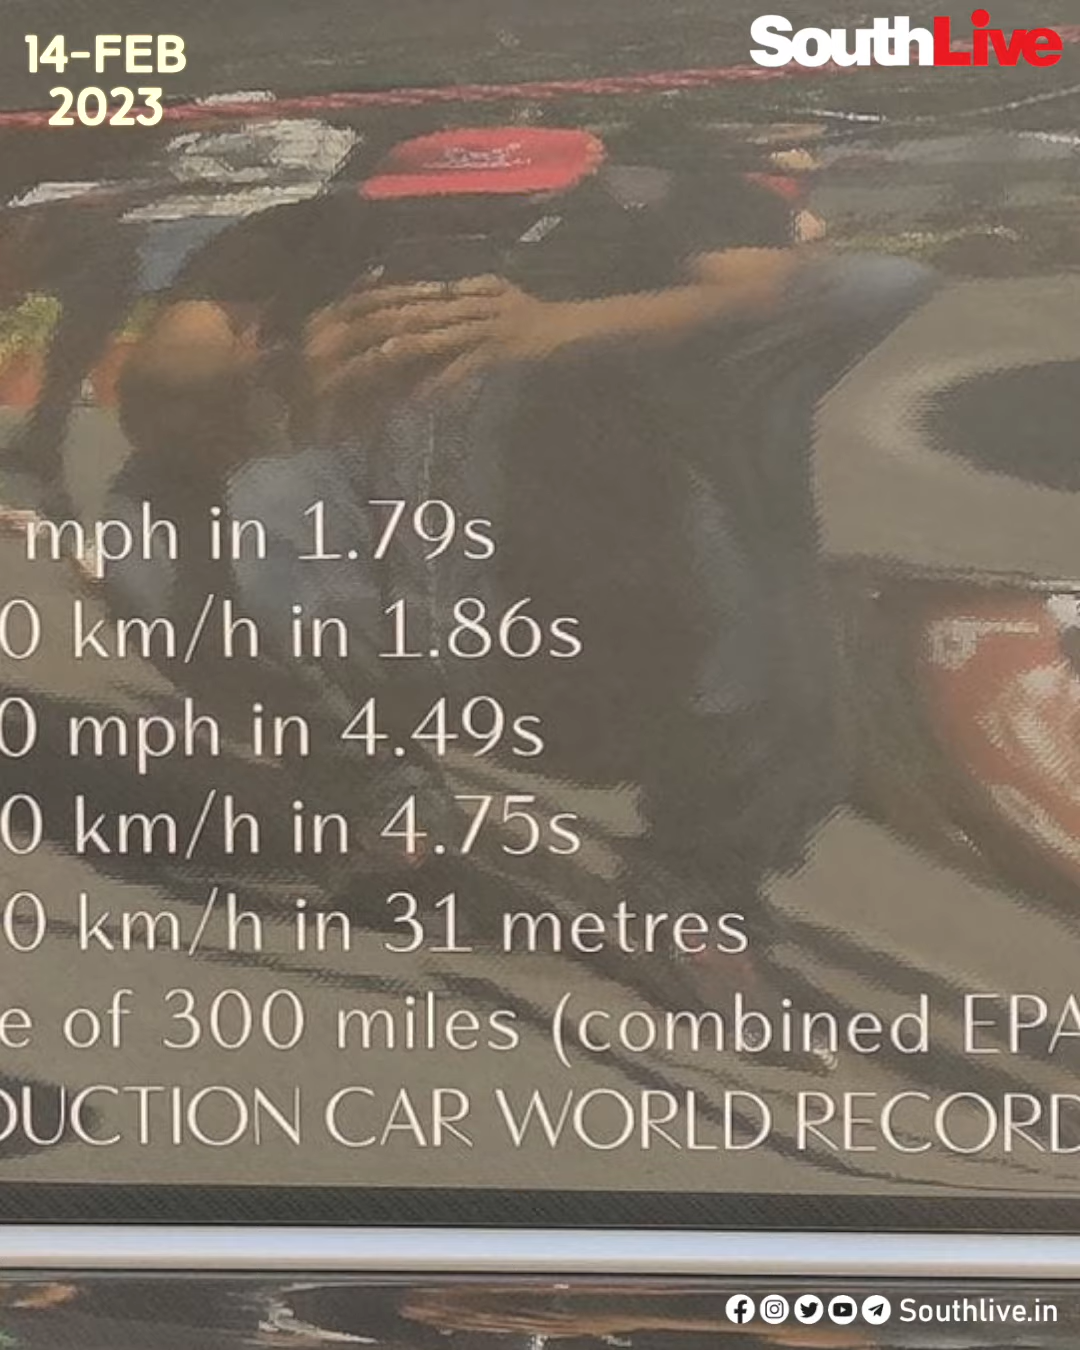 14-FEB
2023
SouthLive
mph in 1.79s
0 km/h in 1.86s
0 mph in 4.49s
0 km/h in 4.75s
0 km/h in 31 metres
e of 300 miles (combined EPA
DUCTION CAR WORLD RECORD
Southlive.in